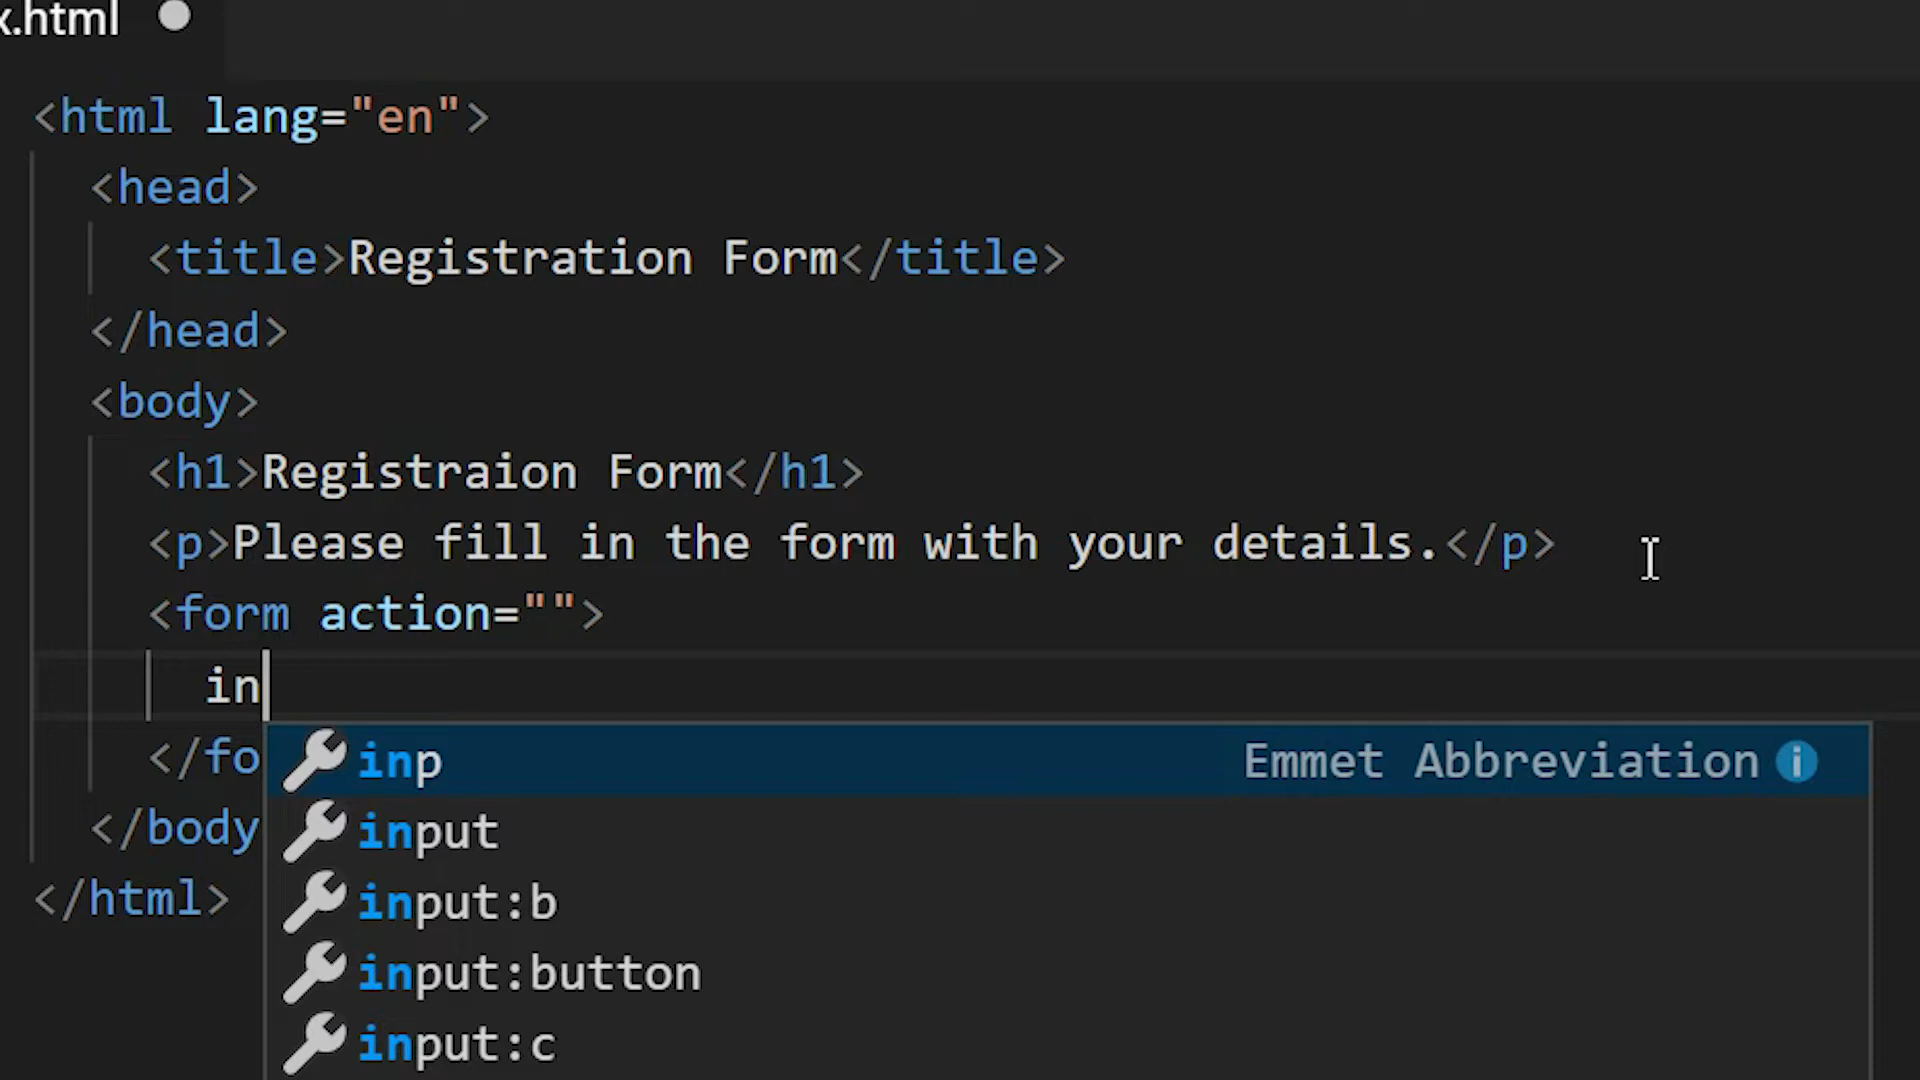 x.html
<html lang="en">
<head>
<title>Registration Form</title>
</head>
<body>
<h1>Registraion Form</h1>
<p>Please fill in the form with your details.</p>
<form action="">
in
</fo
inp Emmet Abbreviation
input
</body
input:b
</html>
input:button
input:c